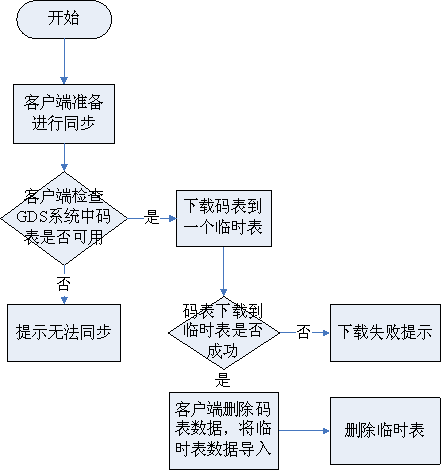 开始
客户端准备
进行同步
客户端检查
GDS系统中码
表是否可用
是
下载码表到
一个临时表
否
提示无法同步
码表下载到
临时表是否
成功
否
下载失败提示
是
客户端删除码
表数据，将临
时表数据导入
删除临时表